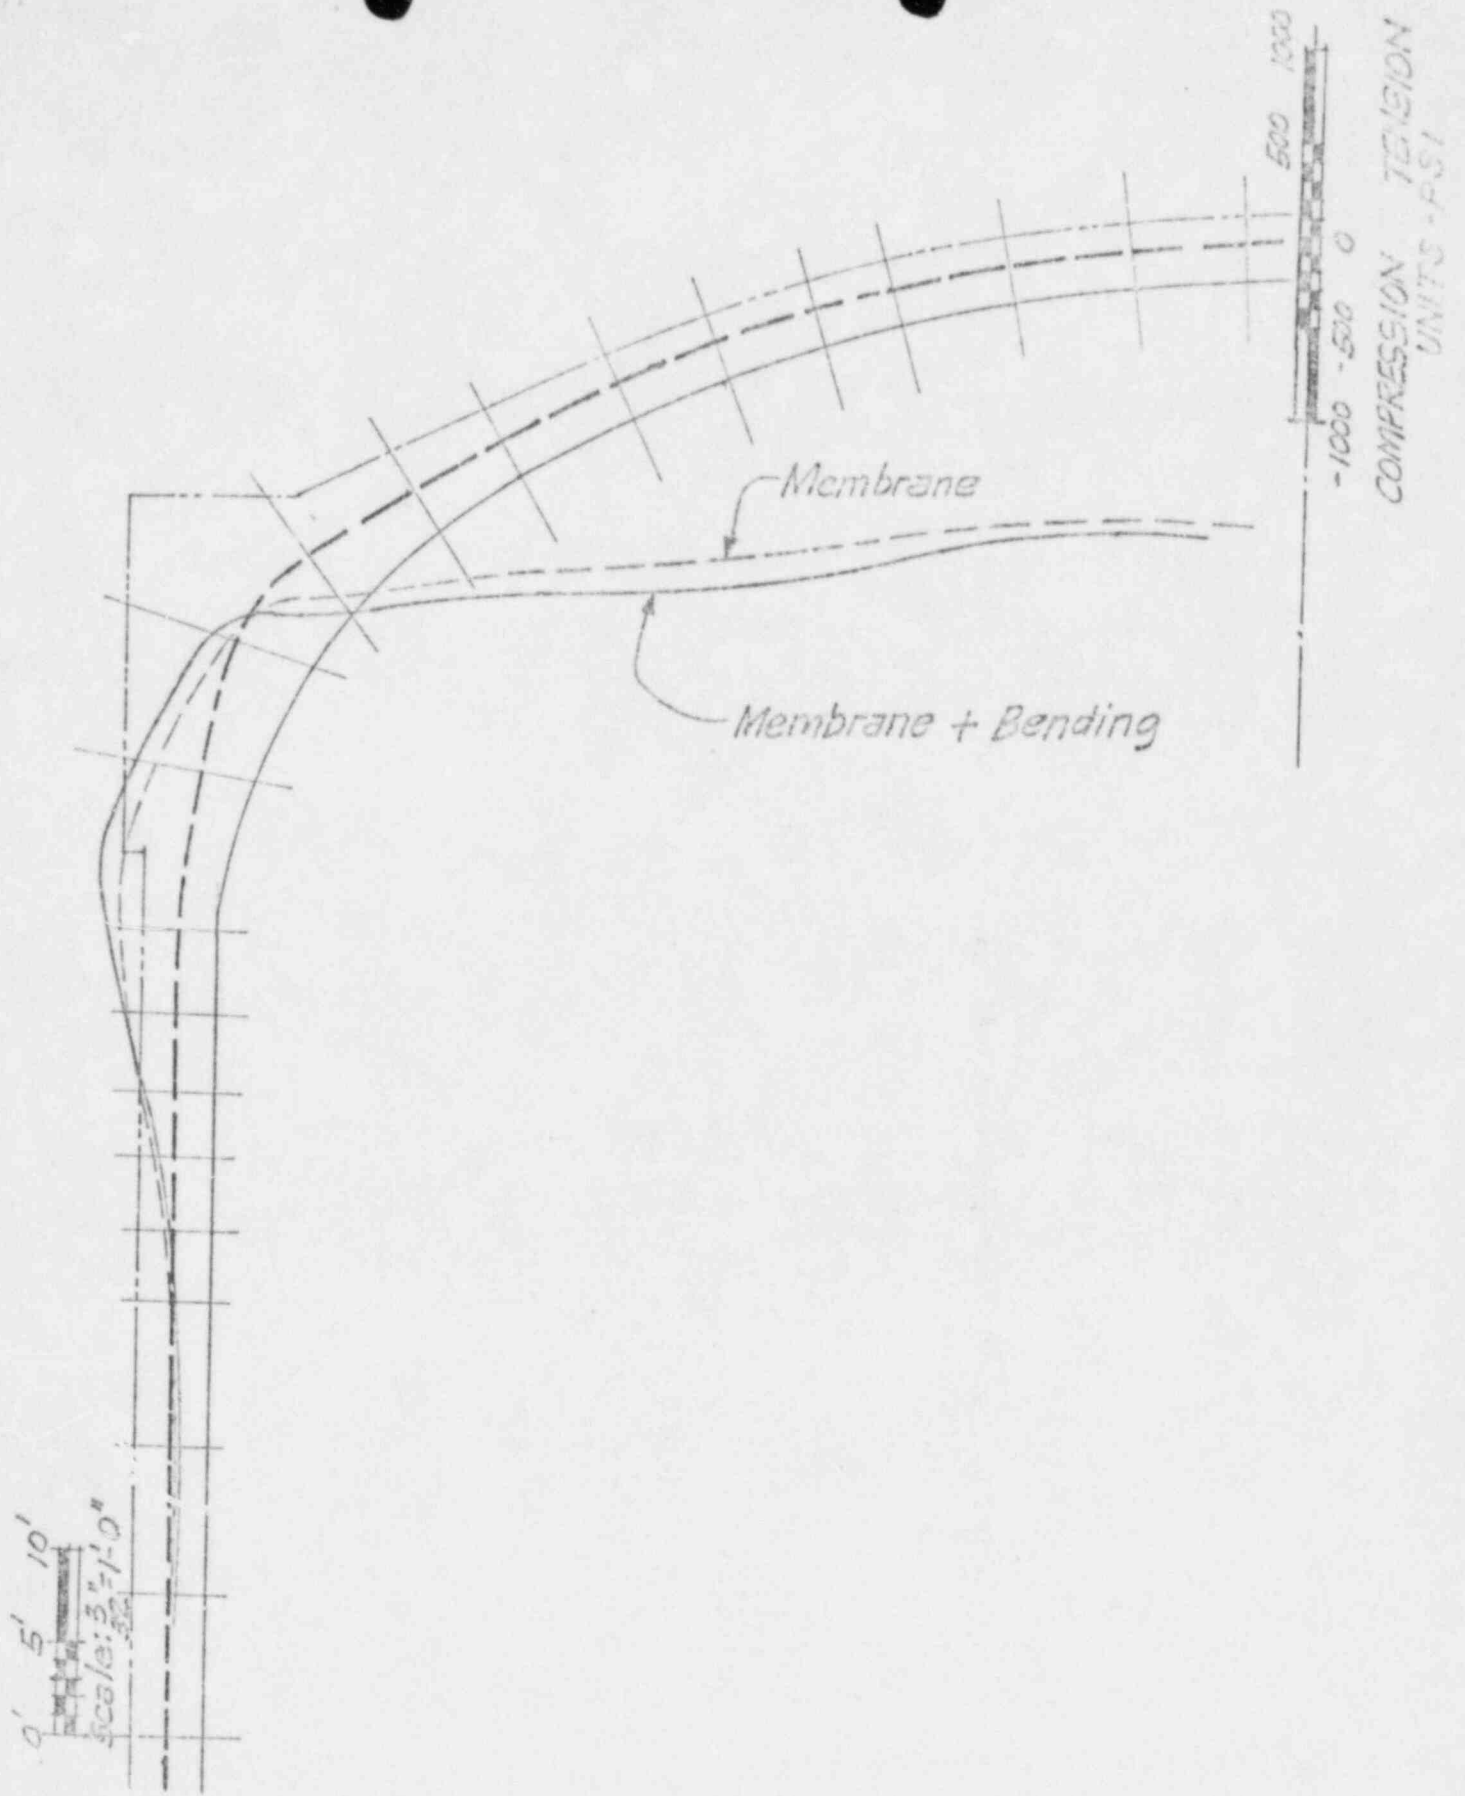 1000
500
0
-500
-1000
COMPRESSION TENSION
UNITS - PSI
Membrane
Membrane + Bending
0' 5' 10'
Scale: 3/32" = 1'-0"